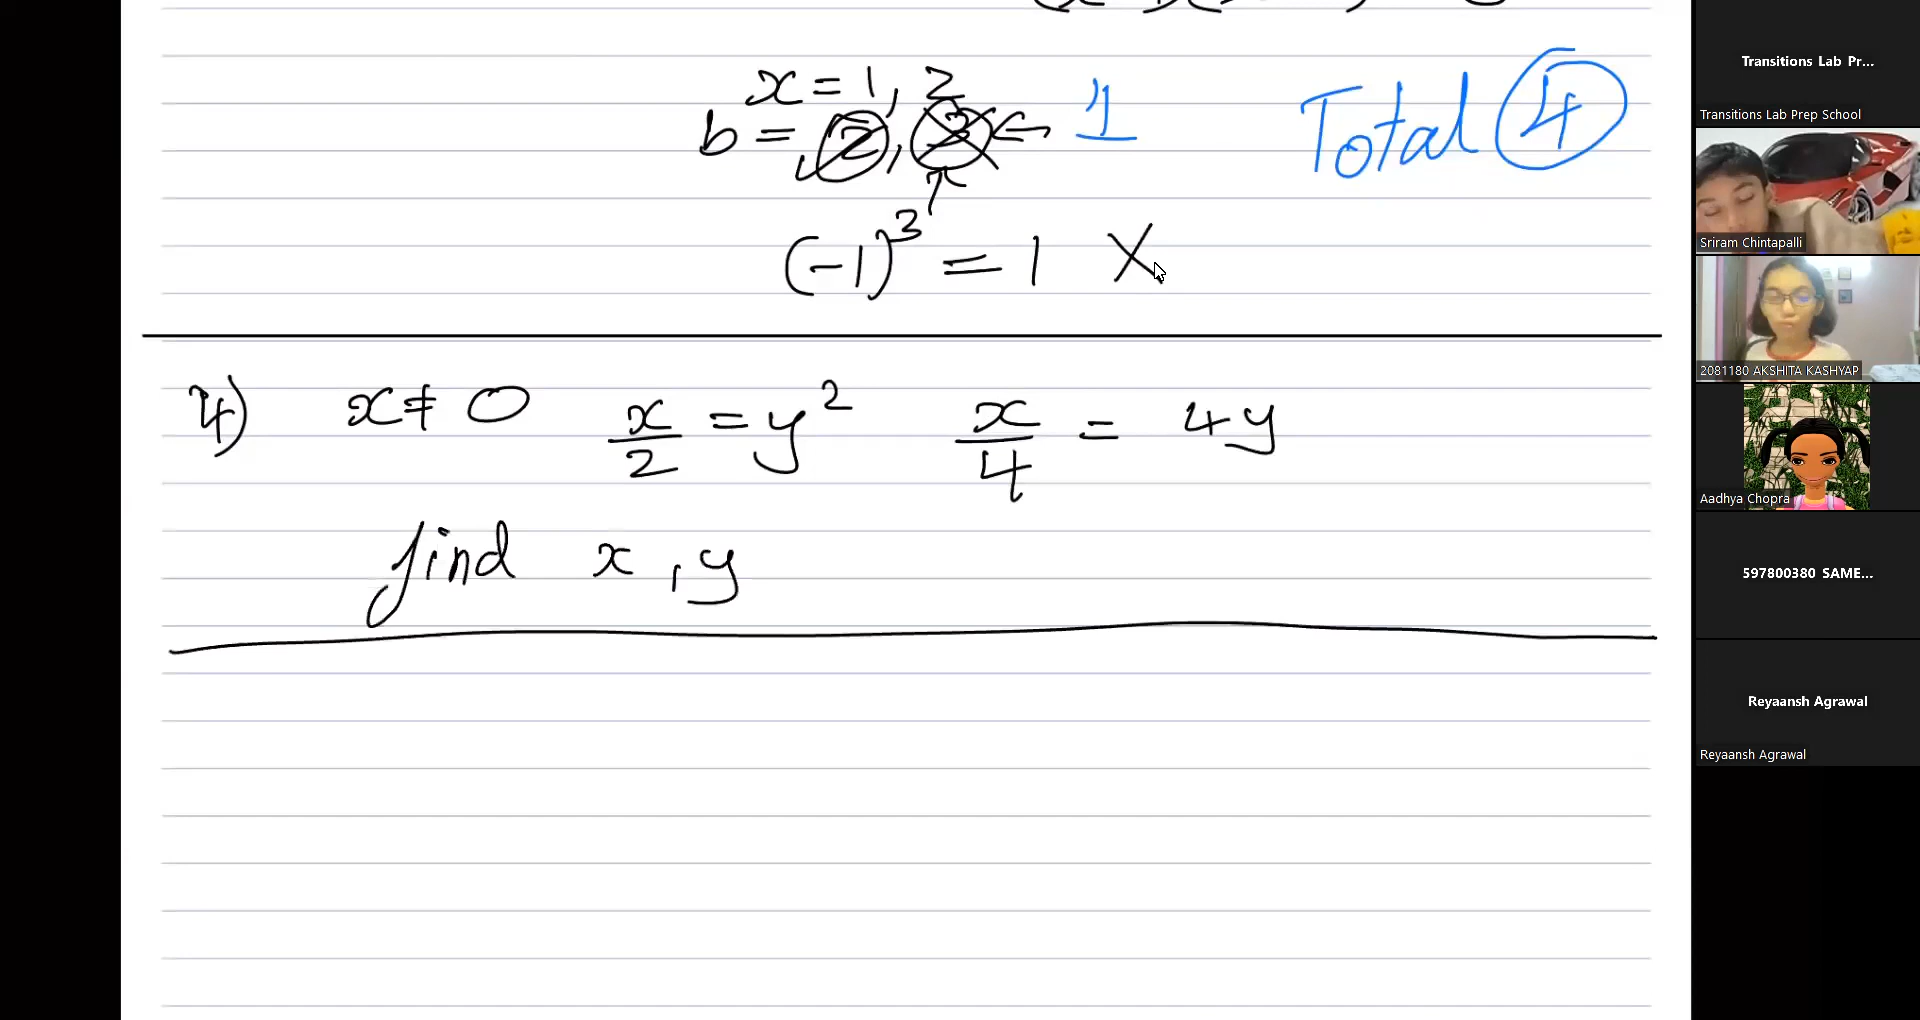 x = 1, 2
b = 2, 3 ← 1
Total 4
(-1)³ = 1 X
4) x ≠ 0 x/2 = y² x/4 = 4y
find x, y
Transitions Lab Pr...
Transitions Lab Prep School
Sriram Chintapalli
2081180 AKSHITA KASHYAP
Aadhya Chopra
597800380 SAME...
Reyaansh Agrawal
Reyaansh Agrawal